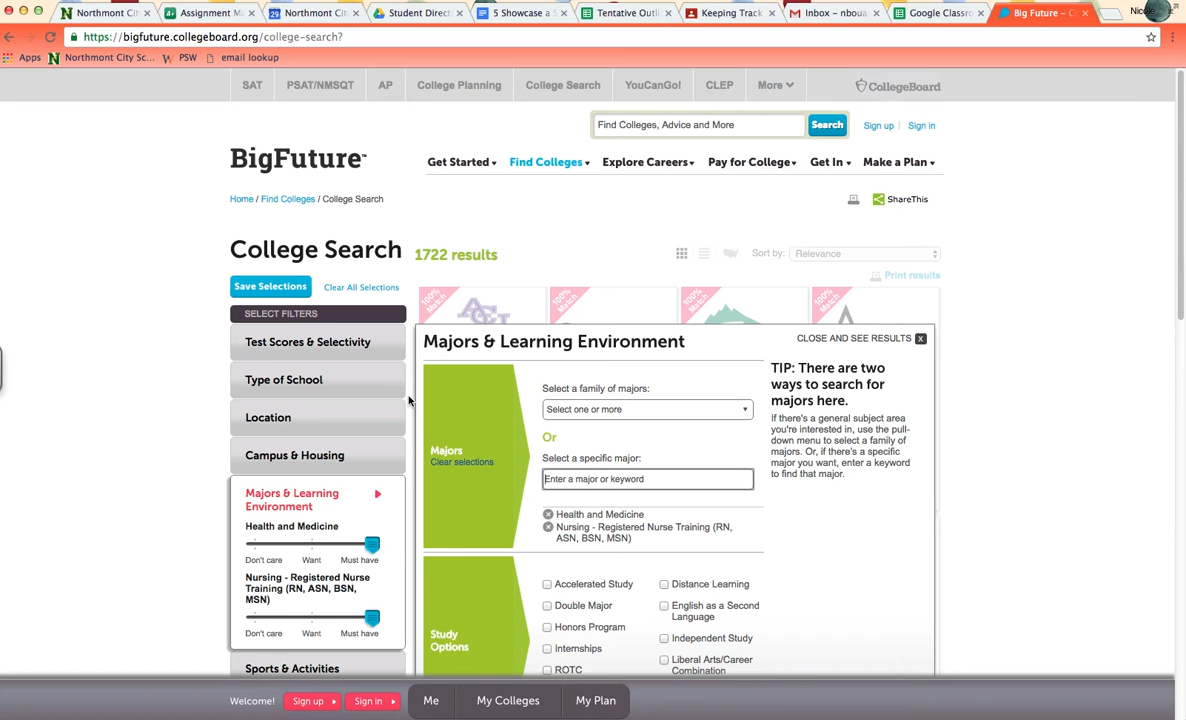 Northmont Cit
Assignment Ma
Northmont Cit
Student Direct
5 Showcase a S
Tentative Outl
Keeping Track
Inbox – nboua
Google Classro
Big Future – Co
https://bigfuture.collegeboard.org/college-search?
Apps
Northmont City Sc...
PSW
email lookup
SAT
PSAT/NMSQT
AP
College Planning
College Search
YouCanGo!
CLEP
More
CollegeBoard
Find Colleges, Advice and More
Search
Sign up
Sign in
BigFuture™
Get Started
Find Colleges
Explore Careers
Pay for College
Get In
Make a Plan
Home / Find Colleges / College Search
ShareThis
College Search
1722 results
Sort by:
Relevance
Save Selections
Clear All Selections
Print results
SELECT FILTERS
100% Match
100% Match
100% Match
100% Match
Test Scores & Selectivity
Type of School
Location
Campus & Housing
Majors & Learning
Environment
Health and Medicine
Don't care
Want
Must have
Nursing - Registered Nurse
Training (RN, ASN, BSN,
MSN)
Don't care
Want
Must have
Sports & Activities
Majors & Learning Environment
CLOSE AND SEE RESULTS X
Majors
Clear selections
Select a family of majors:
Select one or more
Or
Select a specific major:
Enter a major or keyword
Health and Medicine
Nursing - Registered Nurse Training (RN,
ASN, BSN, MSN)
TIP: There are two
ways to search for
majors here.
If there's a general subject area
you're interested in, use the pull-
down menu to select a family of
majors. Or, if there's a specific
major you want, enter a keyword
to find that major.
Study
Options
Accelerated Study
Double Major
Honors Program
Internships
ROTC
Distance Learning
English as a Second
Language
Independent Study
Liberal Arts/Career
Combination
Welcome!
Sign up
Sign in
Me
My Colleges
My Plan